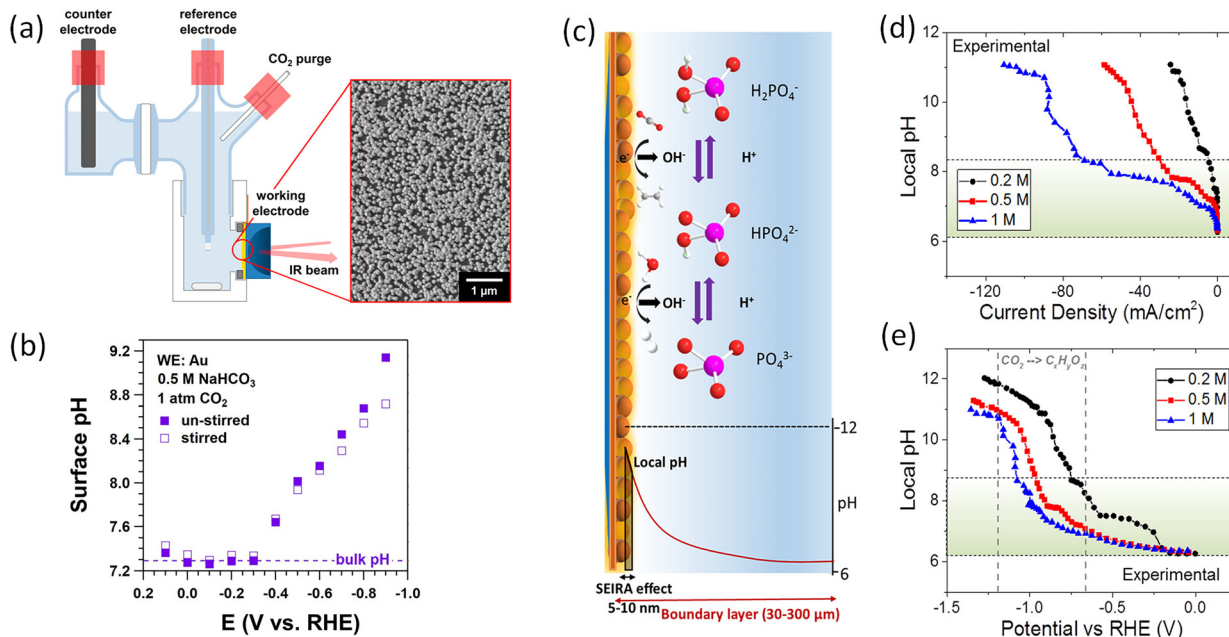 (a)
counter
electrode
reference
electrode
CO₂ purge
working
electrode
IR beam
1 μm
(b)
Surface pH
9.2
8.8
8.4
8.0
7.6
7.2
WE: Au
0.5 M NaHCO₃
1 atm CO₂
un-stirred
stirred
bulk pH
0.2 0.0 -0.2 -0.4 -0.6 -0.8 -1.0
E (V vs. RHE)
(c)
H₂PO₄⁻
e⁻ OH⁻ H⁺
HPO₄²⁻
e⁻ OH⁻ H⁺
PO₄³⁻
12
Local pH
pH
6
SEIRA effect
5-10 nm
Boundary layer (30-300 μm)
(d)
Local pH
Experimental
12
10
8
6
0.2 M
0.5 M
1 M
-120 -80 -40 0
Current Density (mA/cm²)
(e)
Local pH
CO₂ --> CₓHᵧO_z
12
10
8
6
0.2 M
0.5 M
1 M
Experimental
-1.5 -1.0 -0.5 0.0
Potential vs RHE (V)